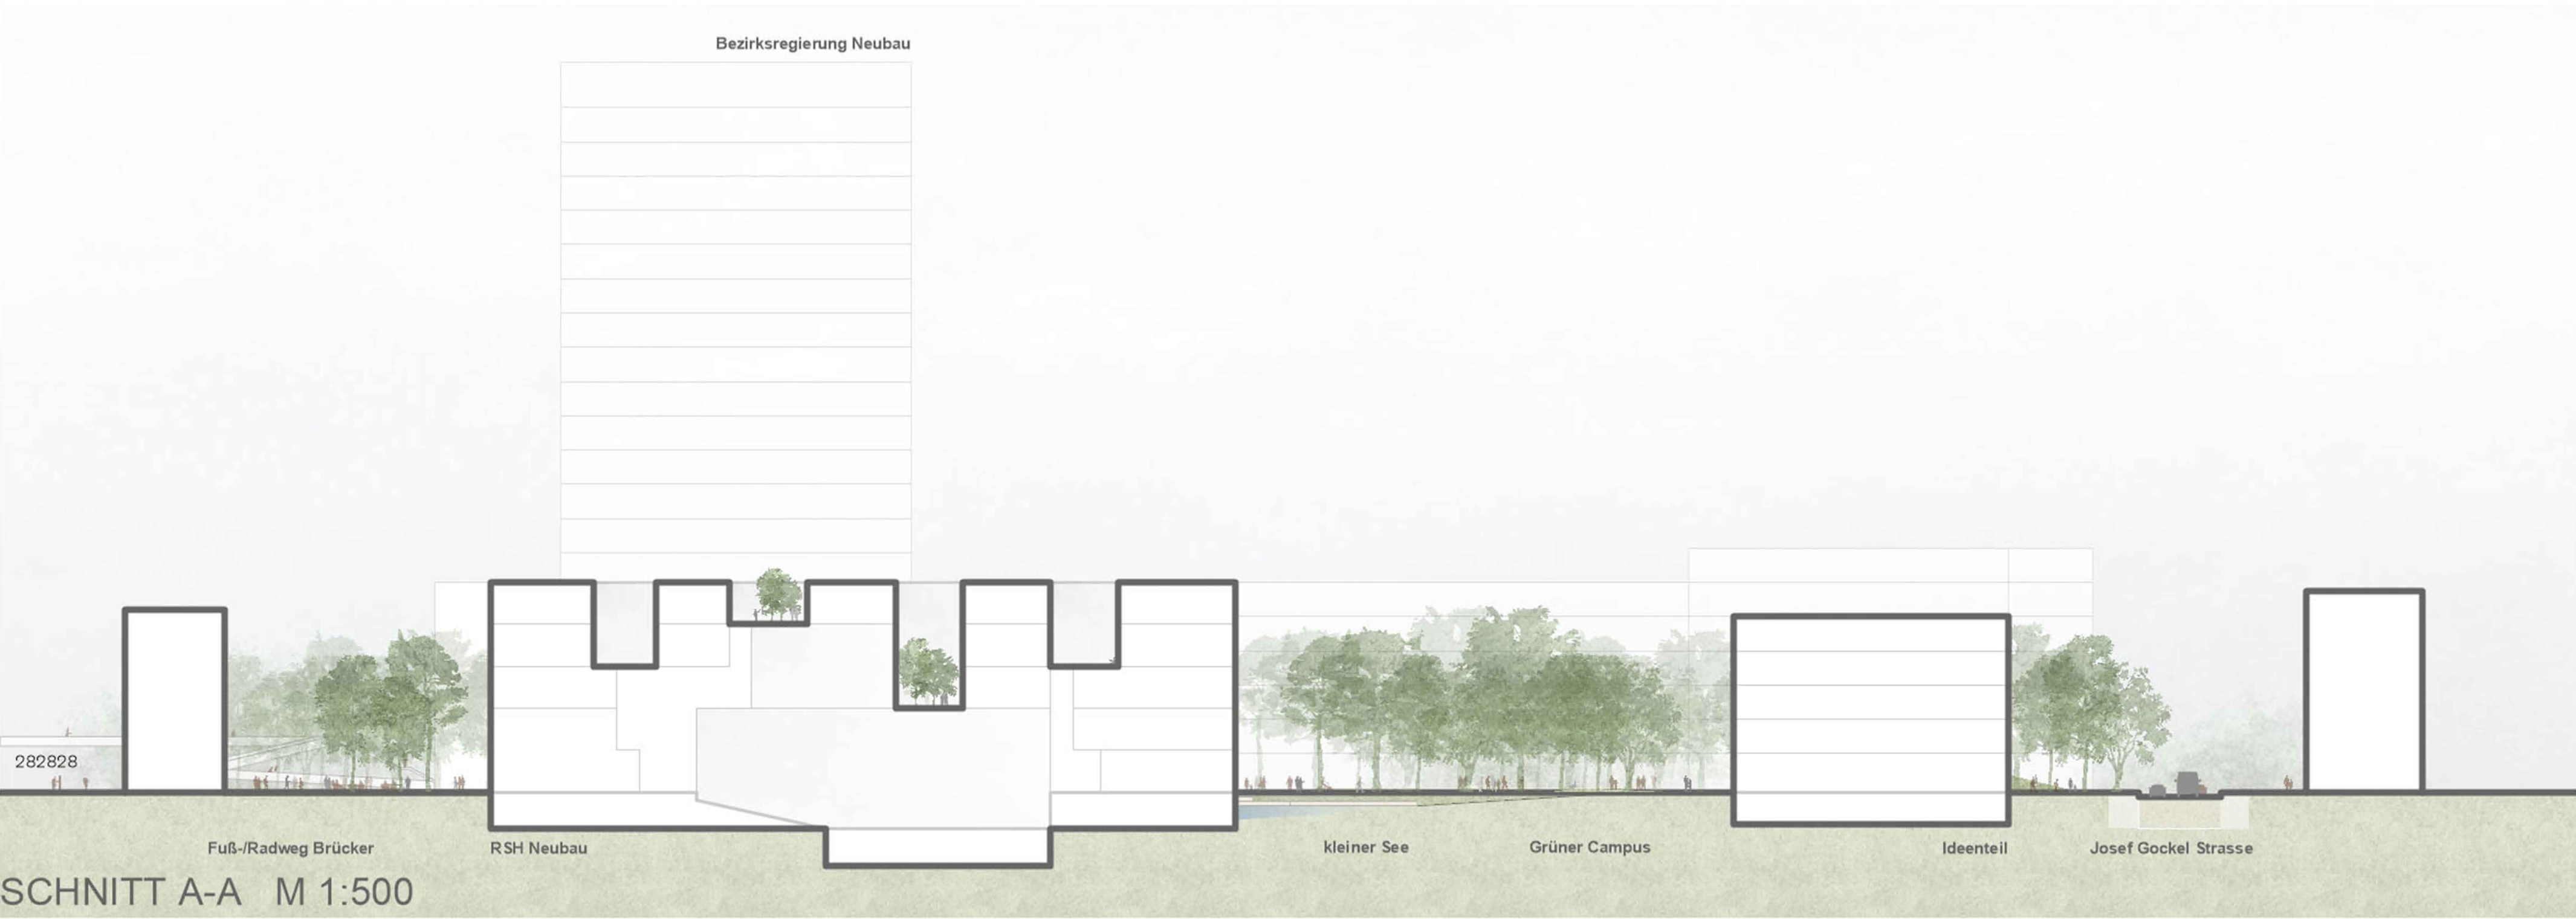 Bezirksregierung Neubau
282828
Fuß-/Radweg Brücker
RSH Neubau
kleiner See
Grüner Campus
Ideenteil
Josef Gockel Strasse
SCHNITT A-A M 1:500